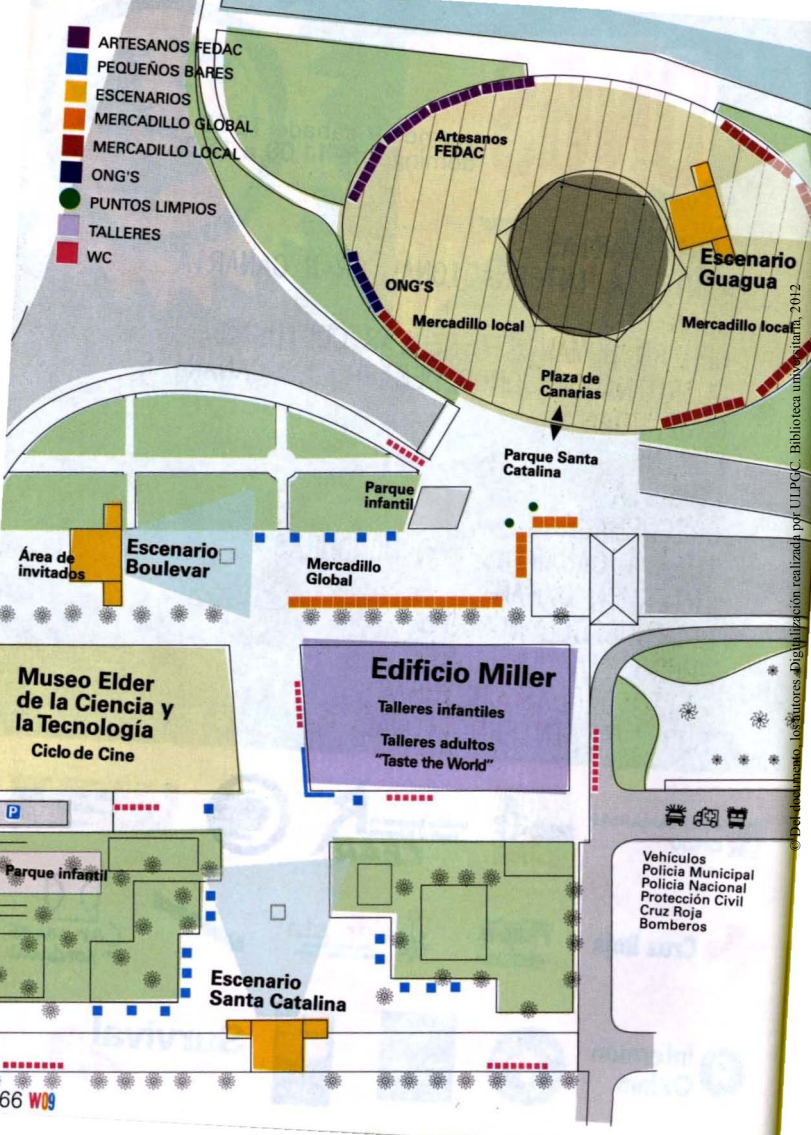 ARTESANOS FEDAC
PEQUEÑOS BARES
ESCENARIOS
MERCADILLO GLOBAL
MERCADILLO LOCAL
ONG'S
PUNTOS LIMPIOS
TALLERES
WC
Artesanos
FEDAC
Escenario
Guagua
ONG'S
Mercadillo local
Mercadillo local
Plaza de
Canarias
Parque Santa
Catalina
Parque
infantil
Área de
invitados
Escenario
Boulevar
Mercadillo
Global
Museo Elder
de la Ciencia y
la Tecnología
Ciclo de Cine
Edificio Miller
Talleres infantiles
Talleres adultos
"Taste the World"
P
Parque infantil
Vehículos
Policia Municipal
Policia Nacional
Protección Civil
Cruz Roja
Bomberos
Escenario
Santa Catalina
66 W09
© Del documento, los autores. Digitalización realizada por ULPGC. Biblioteca universitaria, 2012